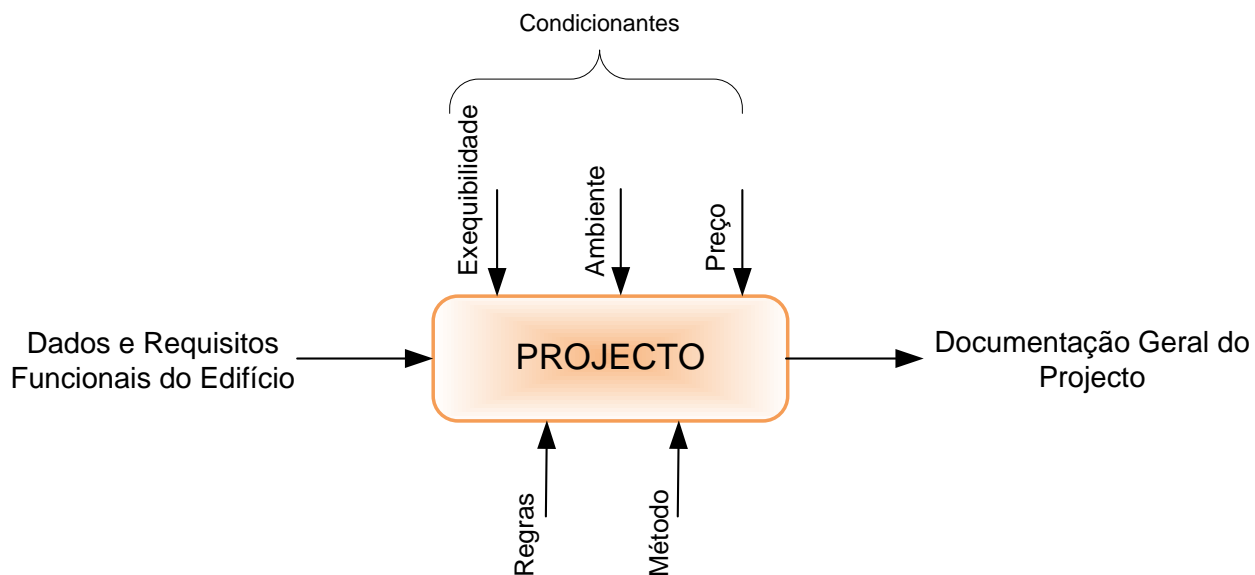 Condicionantes
Exequibilidade
Ambiente
Preço
Dados e Requisitos
Funcionais do Edifício
PROJECTO
Documentação Geral do
Projecto
Regras
Método